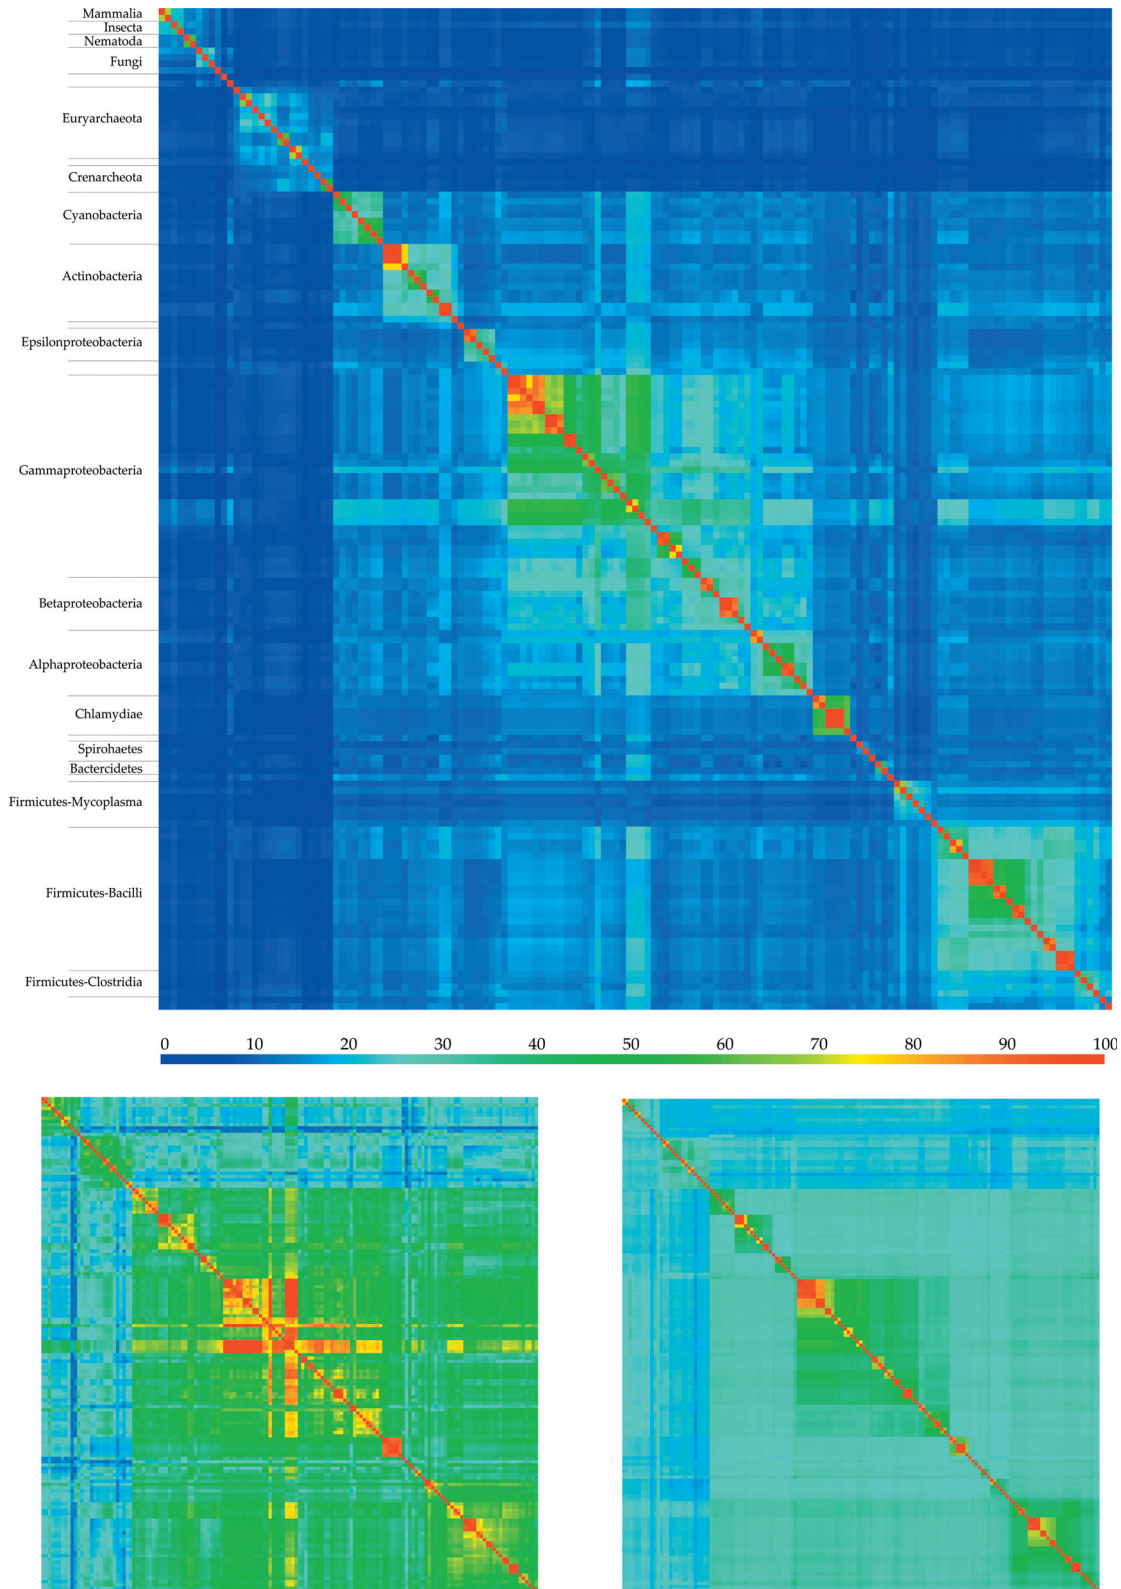 Mammalia
Insecta
Nematoda
Fungi
Euryarchaeota
Crenarcheota
Cyanobacteria
Actinobacteria
Epsilonproteobacteria
Gammaproteobacteria
Betaproteobacteria
Alphaproteobacteria
Chlamydiae
Spirohaetes
Bactercidetes
Firmicutes-Mycoplasma
Firmicutes-Bacilli
Firmicutes-Clostridia
0 10 20 30 40 50 60 70 80 90 100